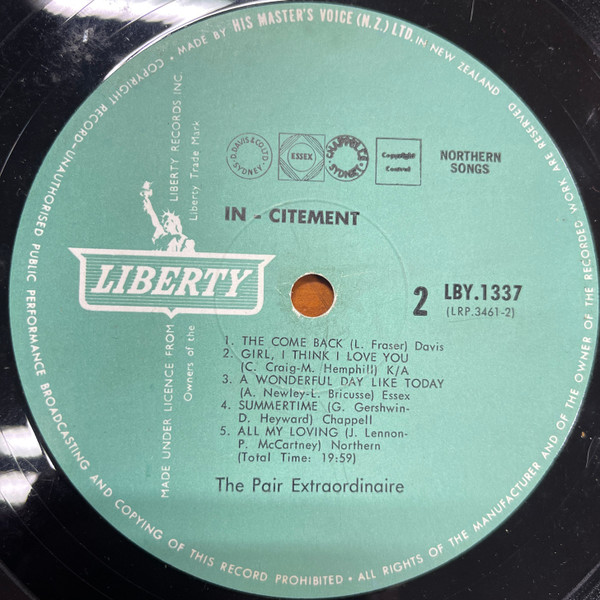 • MADE BY HIS MASTER'S VOICE (N.Z.) LTD. IN NEW ZEALAND
COPYRIGHT RECORD—UNAUTHORISED PUBLIC PERFORMANCE BROADCASTING AND COPYING OF THIS RECORD PROHIBITED • ALL RIGHTS OF THE MANUFACTURER AND OF THE OWNER OF THE RECORDED WORK ARE RESERVED
LIBERTY RECORDS INC.
Liberty Trade Mark
MADE UNDER LICENCE FROM
Owners of the
D. DAVIS & CO. LTD. SYDNEY
ESSEX
CHAPPELL SYDNEY
Copyright
Control
NORTHERN
SONGS
IN - CITEMENT
LIBERTY
2 LBY.1337
(LRP.3461-2)
1. THE COME BACK (L. Fraser) Davis
2. GIRL, I THINK I LOVE YOU
(C. Craig-M. Hemphill) K/A
3. A WONDERFUL DAY LIKE TODAY
(A. Newley-L. Bricusse) Essex
4. SUMMERTIME (G. Gershwin-
D. Heyward) Chappell
5. ALL MY LOVING (J. Lennon-
P. McCartney) Northern
(Total Time: 19:59)
The Pair Extraordinaire